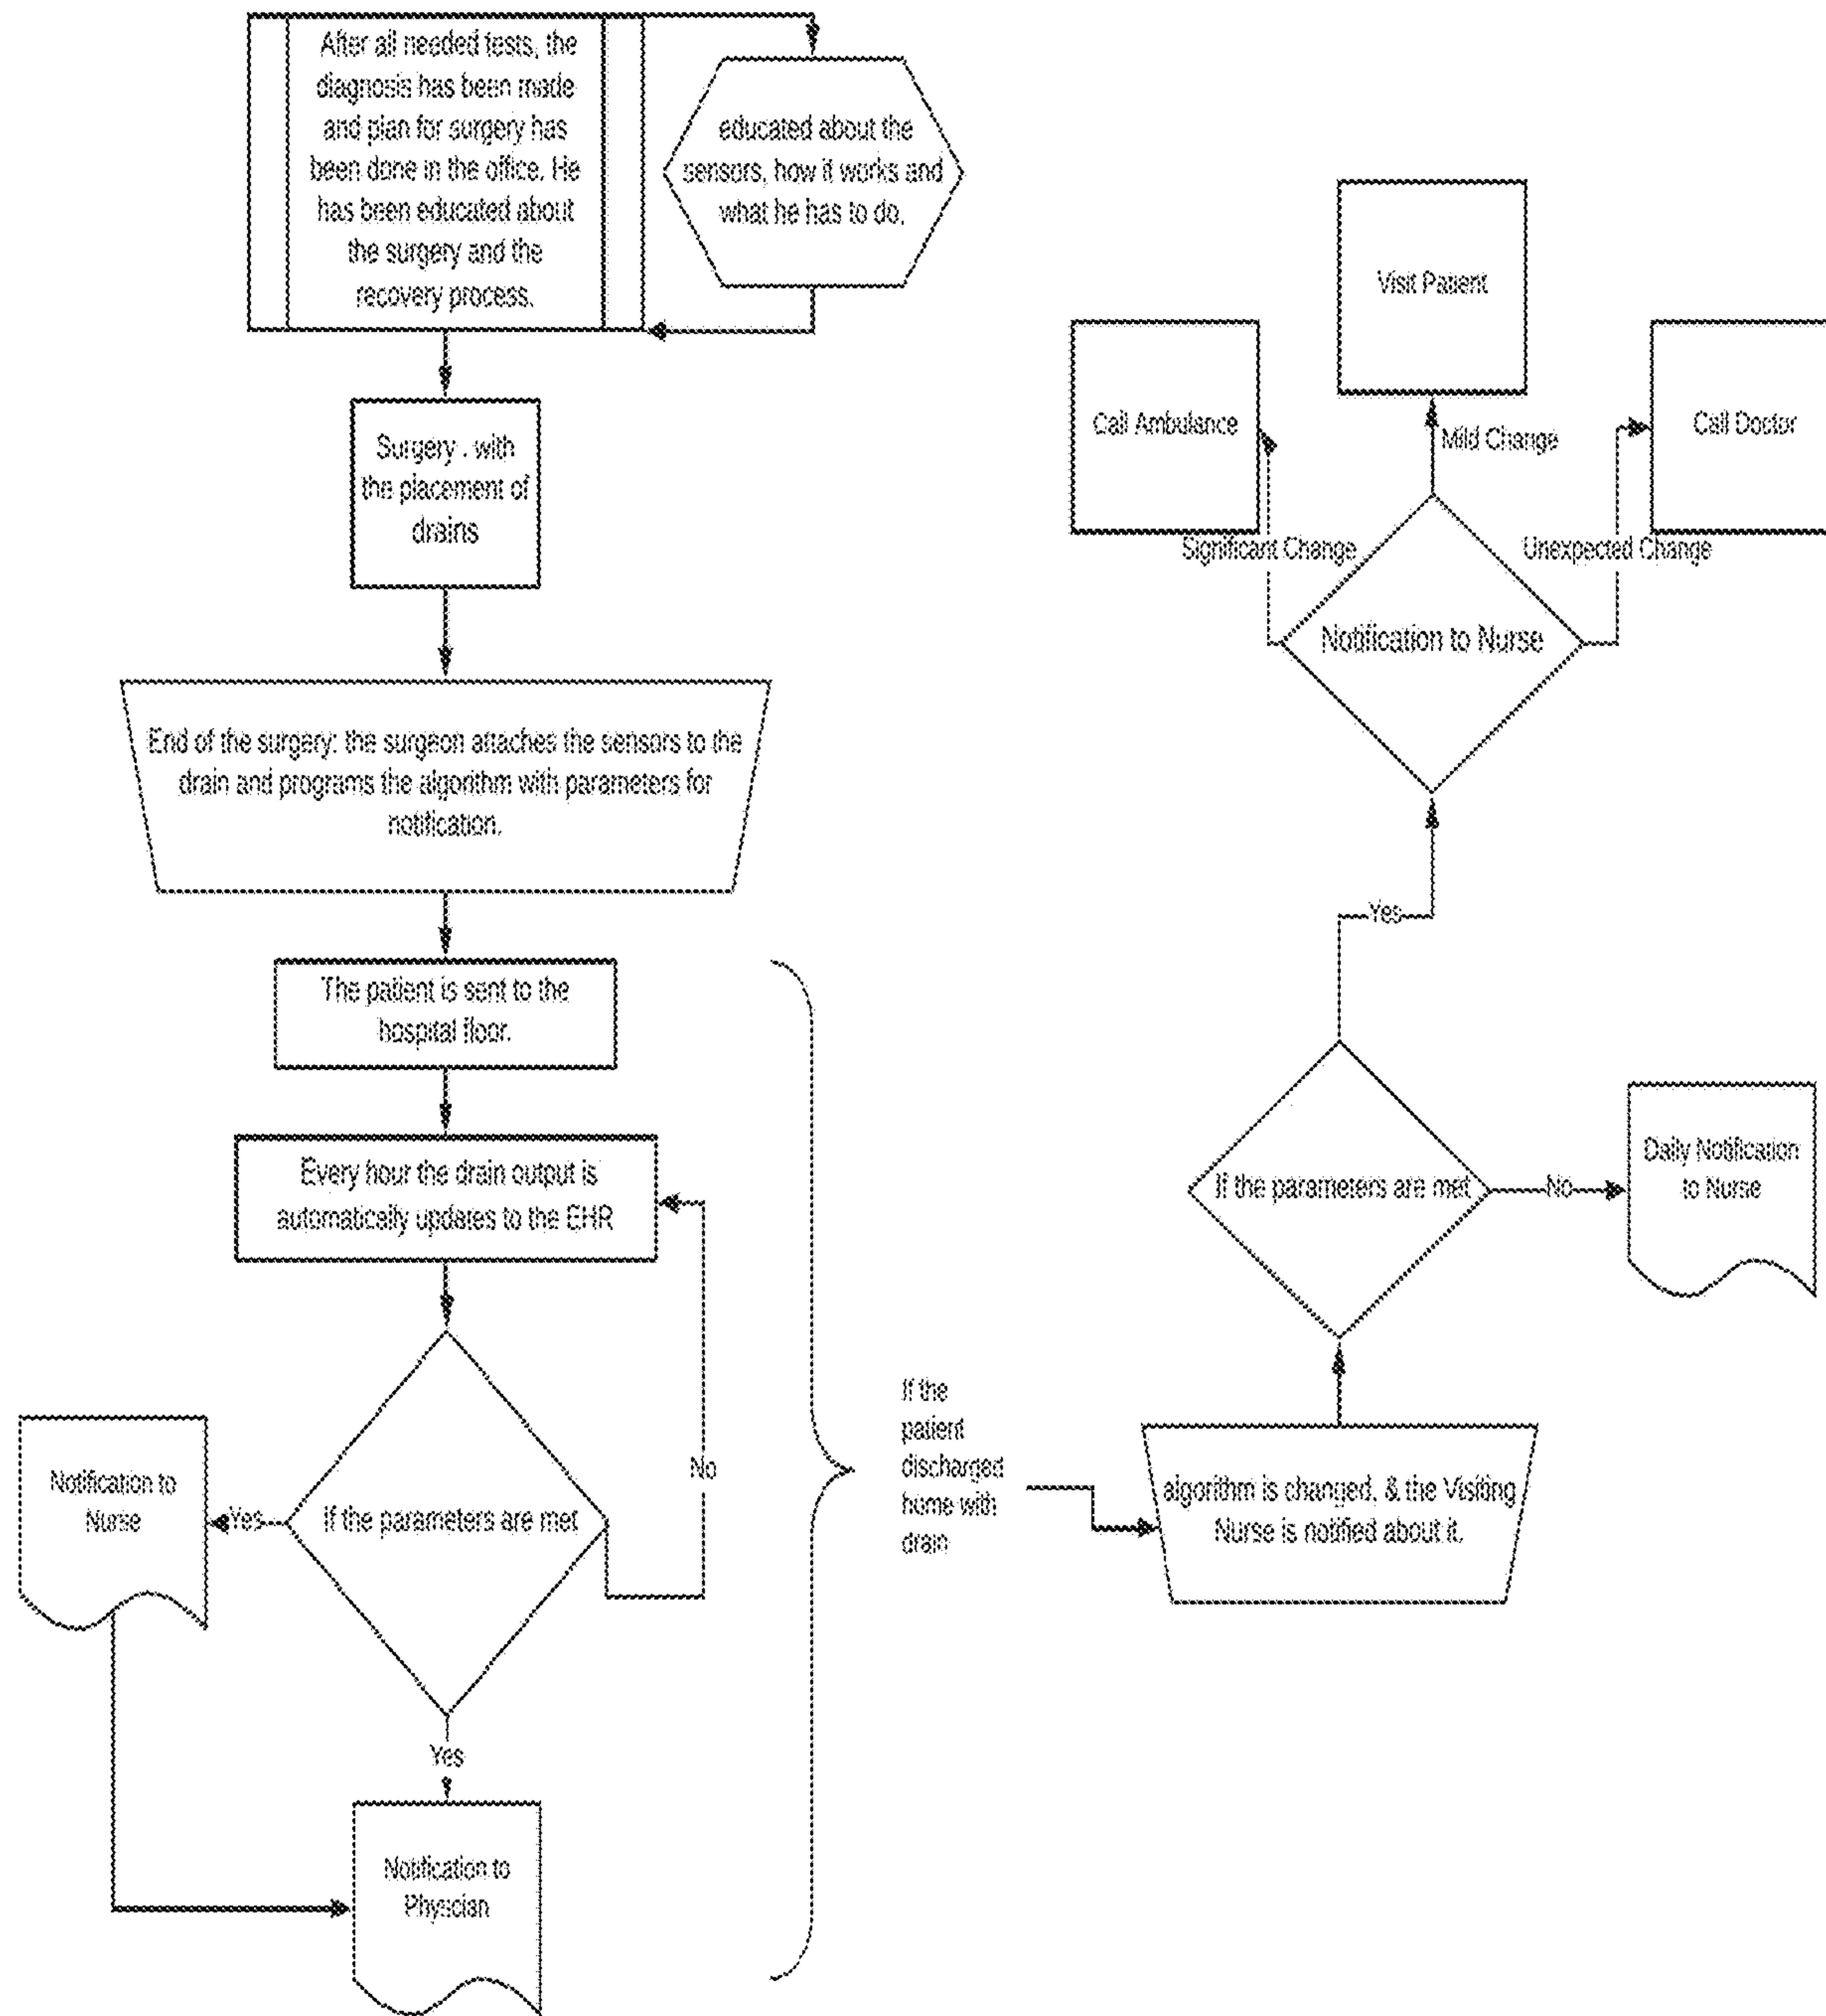 After all needed tests, the
diagnosis has been made
and plan for surgery has
been done in the office. He
has been educated about
the surgery and the
recovery process.
educated about the
sensors, how it works and
what he has to do.
Surgery . with
the placement of
drains
End of the surgery: the surgeon attaches the sensors to the
drain and programs the algorithm with parameters for
notification.
The patient is sent to the
hospital floor.
Every hour the drain output is
automatically updates to the EHR
If the parameters are met
Yes
No
Notification to
Nurse
Yes
Notification to
Physician
If the
patient
discharged
home with
drain
algorithm is changed, & the Visiting
Nurse is notified about it.
If the parameters are met
No
Daily Notification
to Nurse
Yes
Notification to Nurse
Significant Change
Mild Change
Unexpected Change
Call Ambulance
Visit Patient
Call Doctor